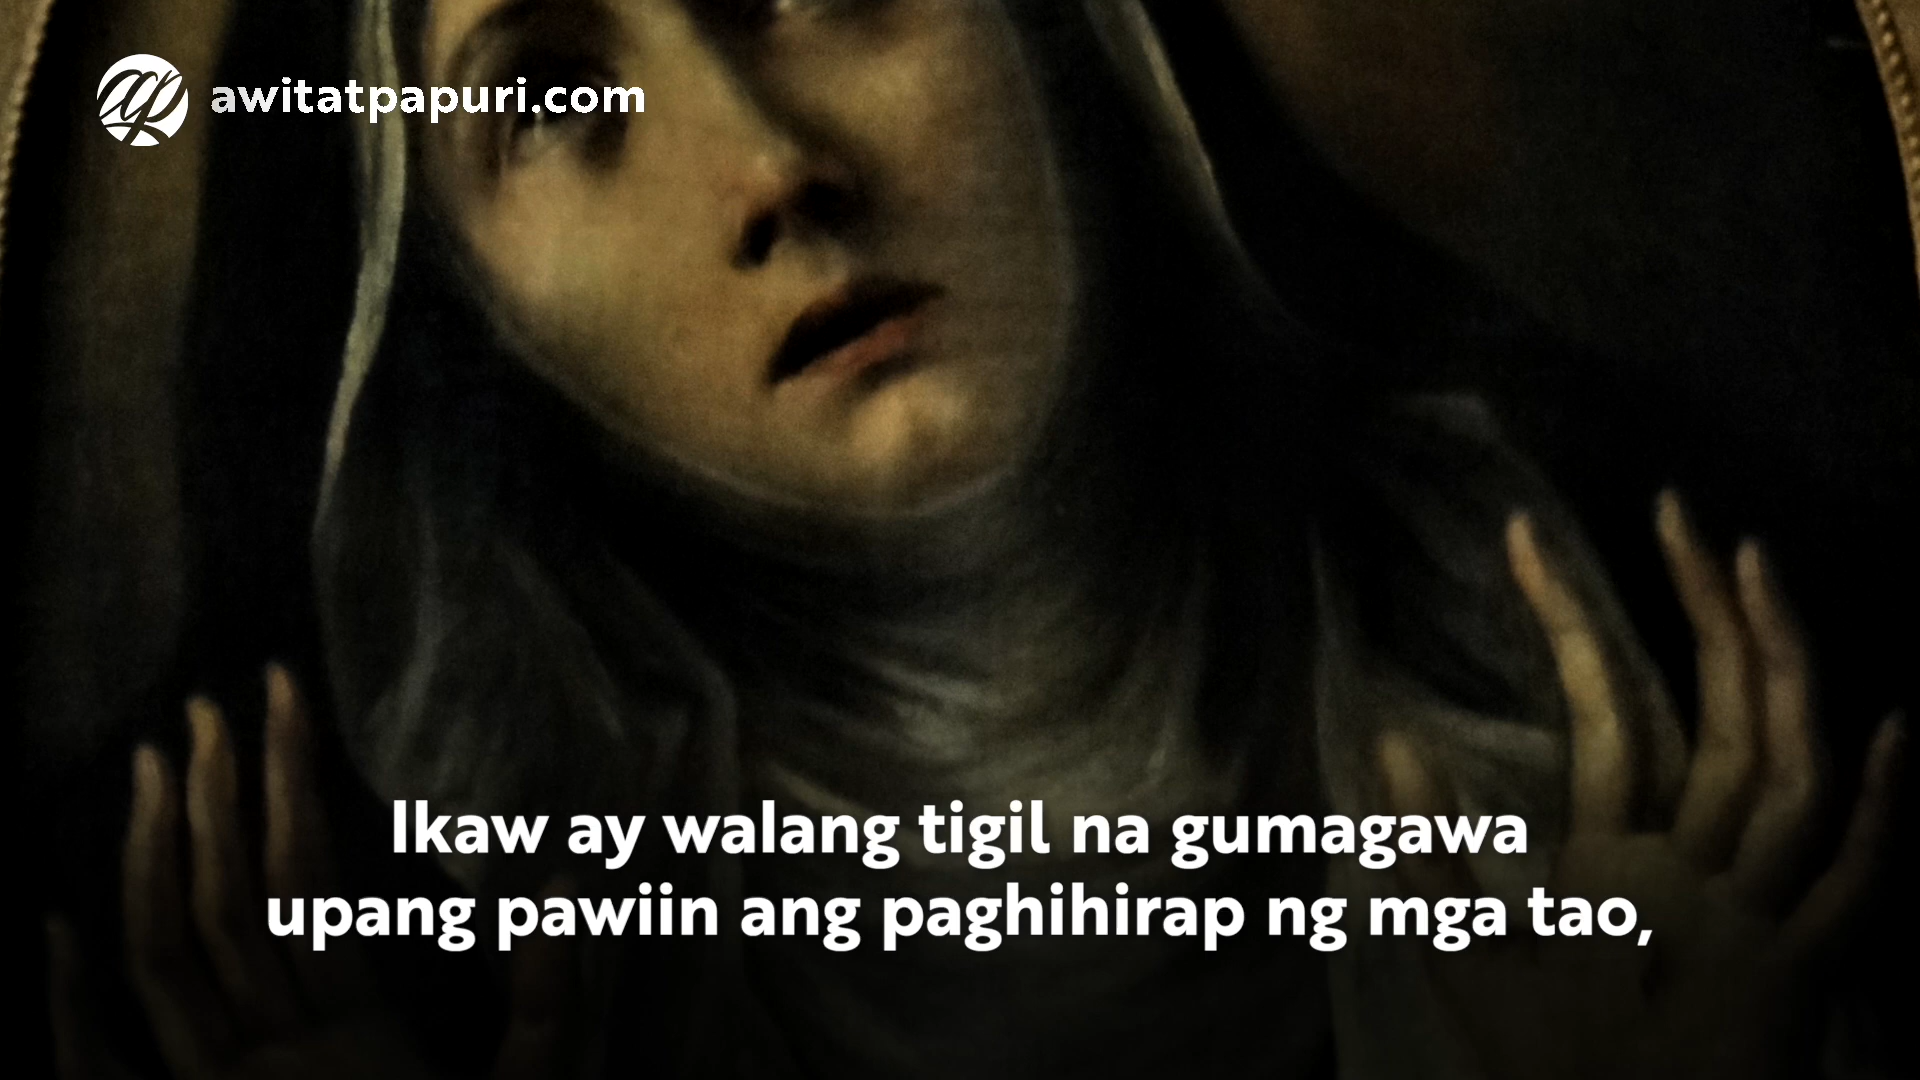 awitatpapuri.com
Ikaw ay walang tigil na gumagawa
upang pawiin ang paghihirap ng mga tao,